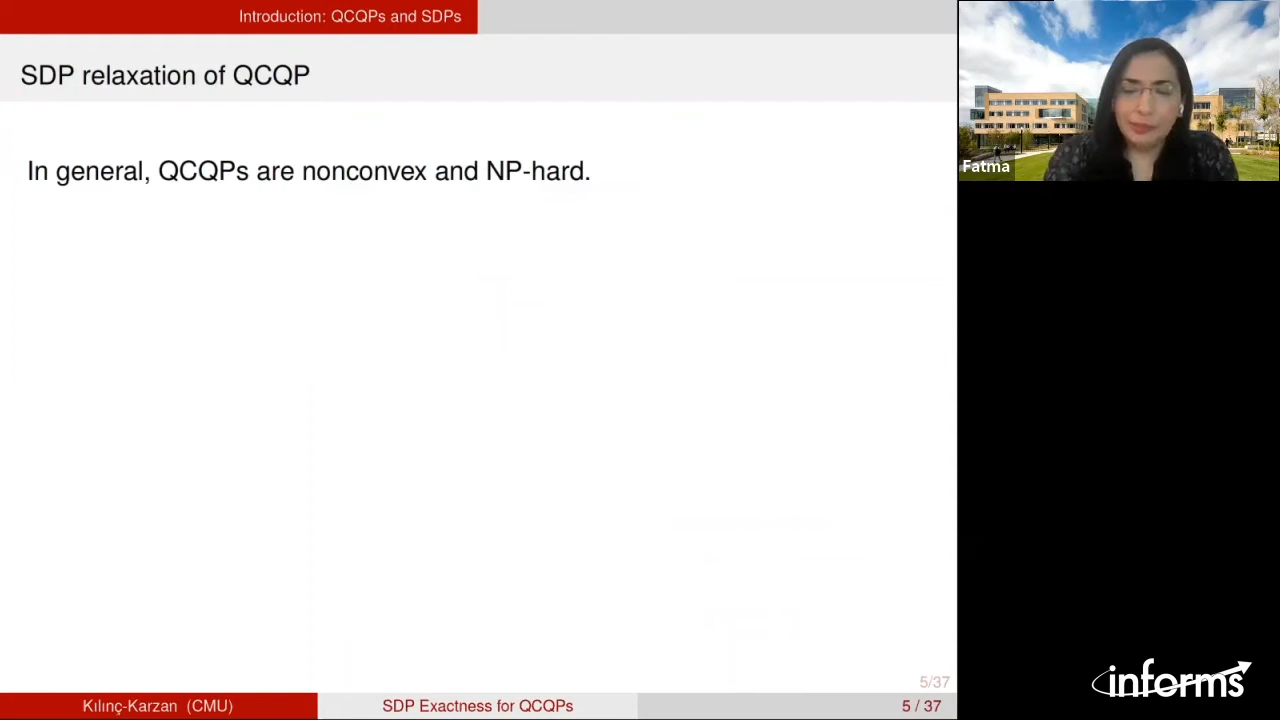 Introduction: QCQPs and SDPs
SDP relaxation of QCQP
In general, QCQPs are nonconvex and NP-hard.
Fatma
5/37
Kılınç-Karzan (CMU)
SDP Exactness for QCQPs
5 / 37
informs